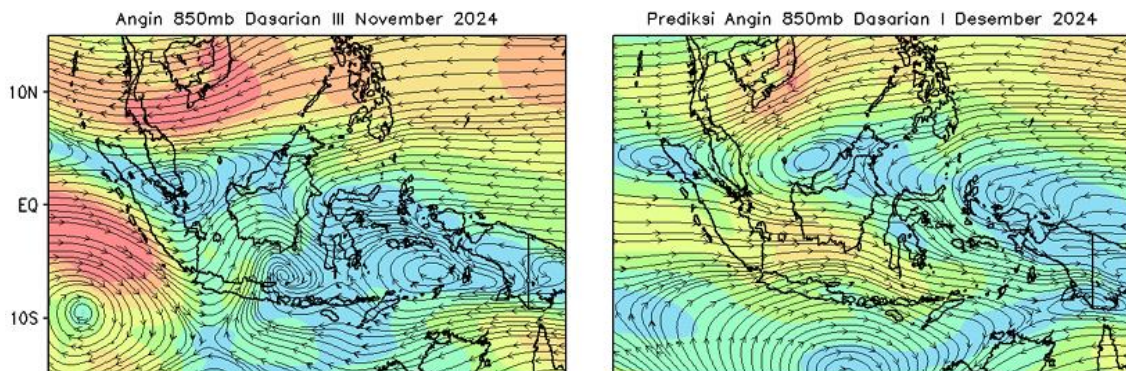 Angin 850mb Dasarian III November 2024
Prediksi Angin 850mb Dasarian I Desember 2024
10N
EQ
10S